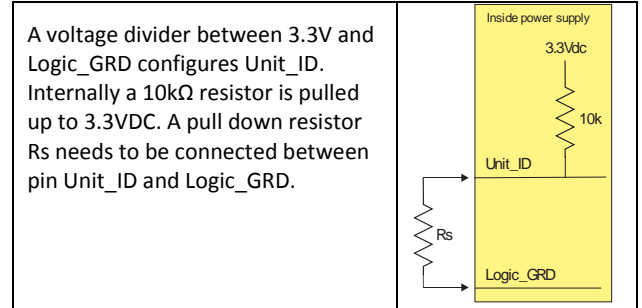 A voltage divider between 3.3V and
Logic_GRD configures Unit_ID.
Internally a 10kΩ resistor is pulled
up to 3.3VDC. A pull down resistor
Rs needs to be connected between
pin Unit_ID and Logic_GRD.
Inside power supply
3.3Vdc
10k
Unit_ID
Rs
Logic_GRD